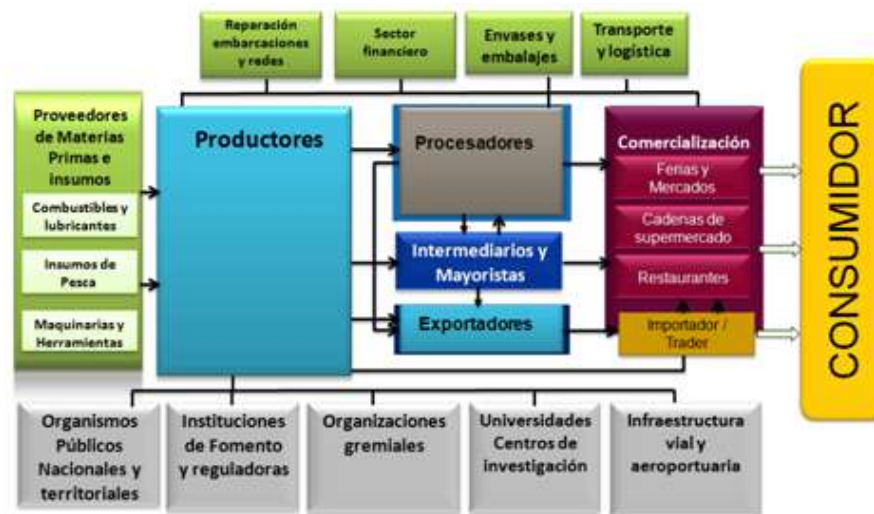 Reparación
embarcaciones
y redes
Sector
financiero
Envases y
embalajes
Transporte
y logística
Proveedores
de Materias
Primas e
insumos
Combustibles y
lubricantes
Insumos de
Pesca
Maquinarias y
Herramientas
Productores
Procesadores
Intermediarios y
Mayoristas
Exportadores
Comercialización
Ferias y
Mercados
Cadenas de
supermercado
Restaurantes
Importador /
Trader
CONSUMIDOR
Organismos
Públicos
Nacionales y
territoriales
Instituciones
de Fomento
y reguladoras
Organizaciones
gremiales
Universidades
Centros de
investigación
Infraestructura
vial y
aeroportuaria